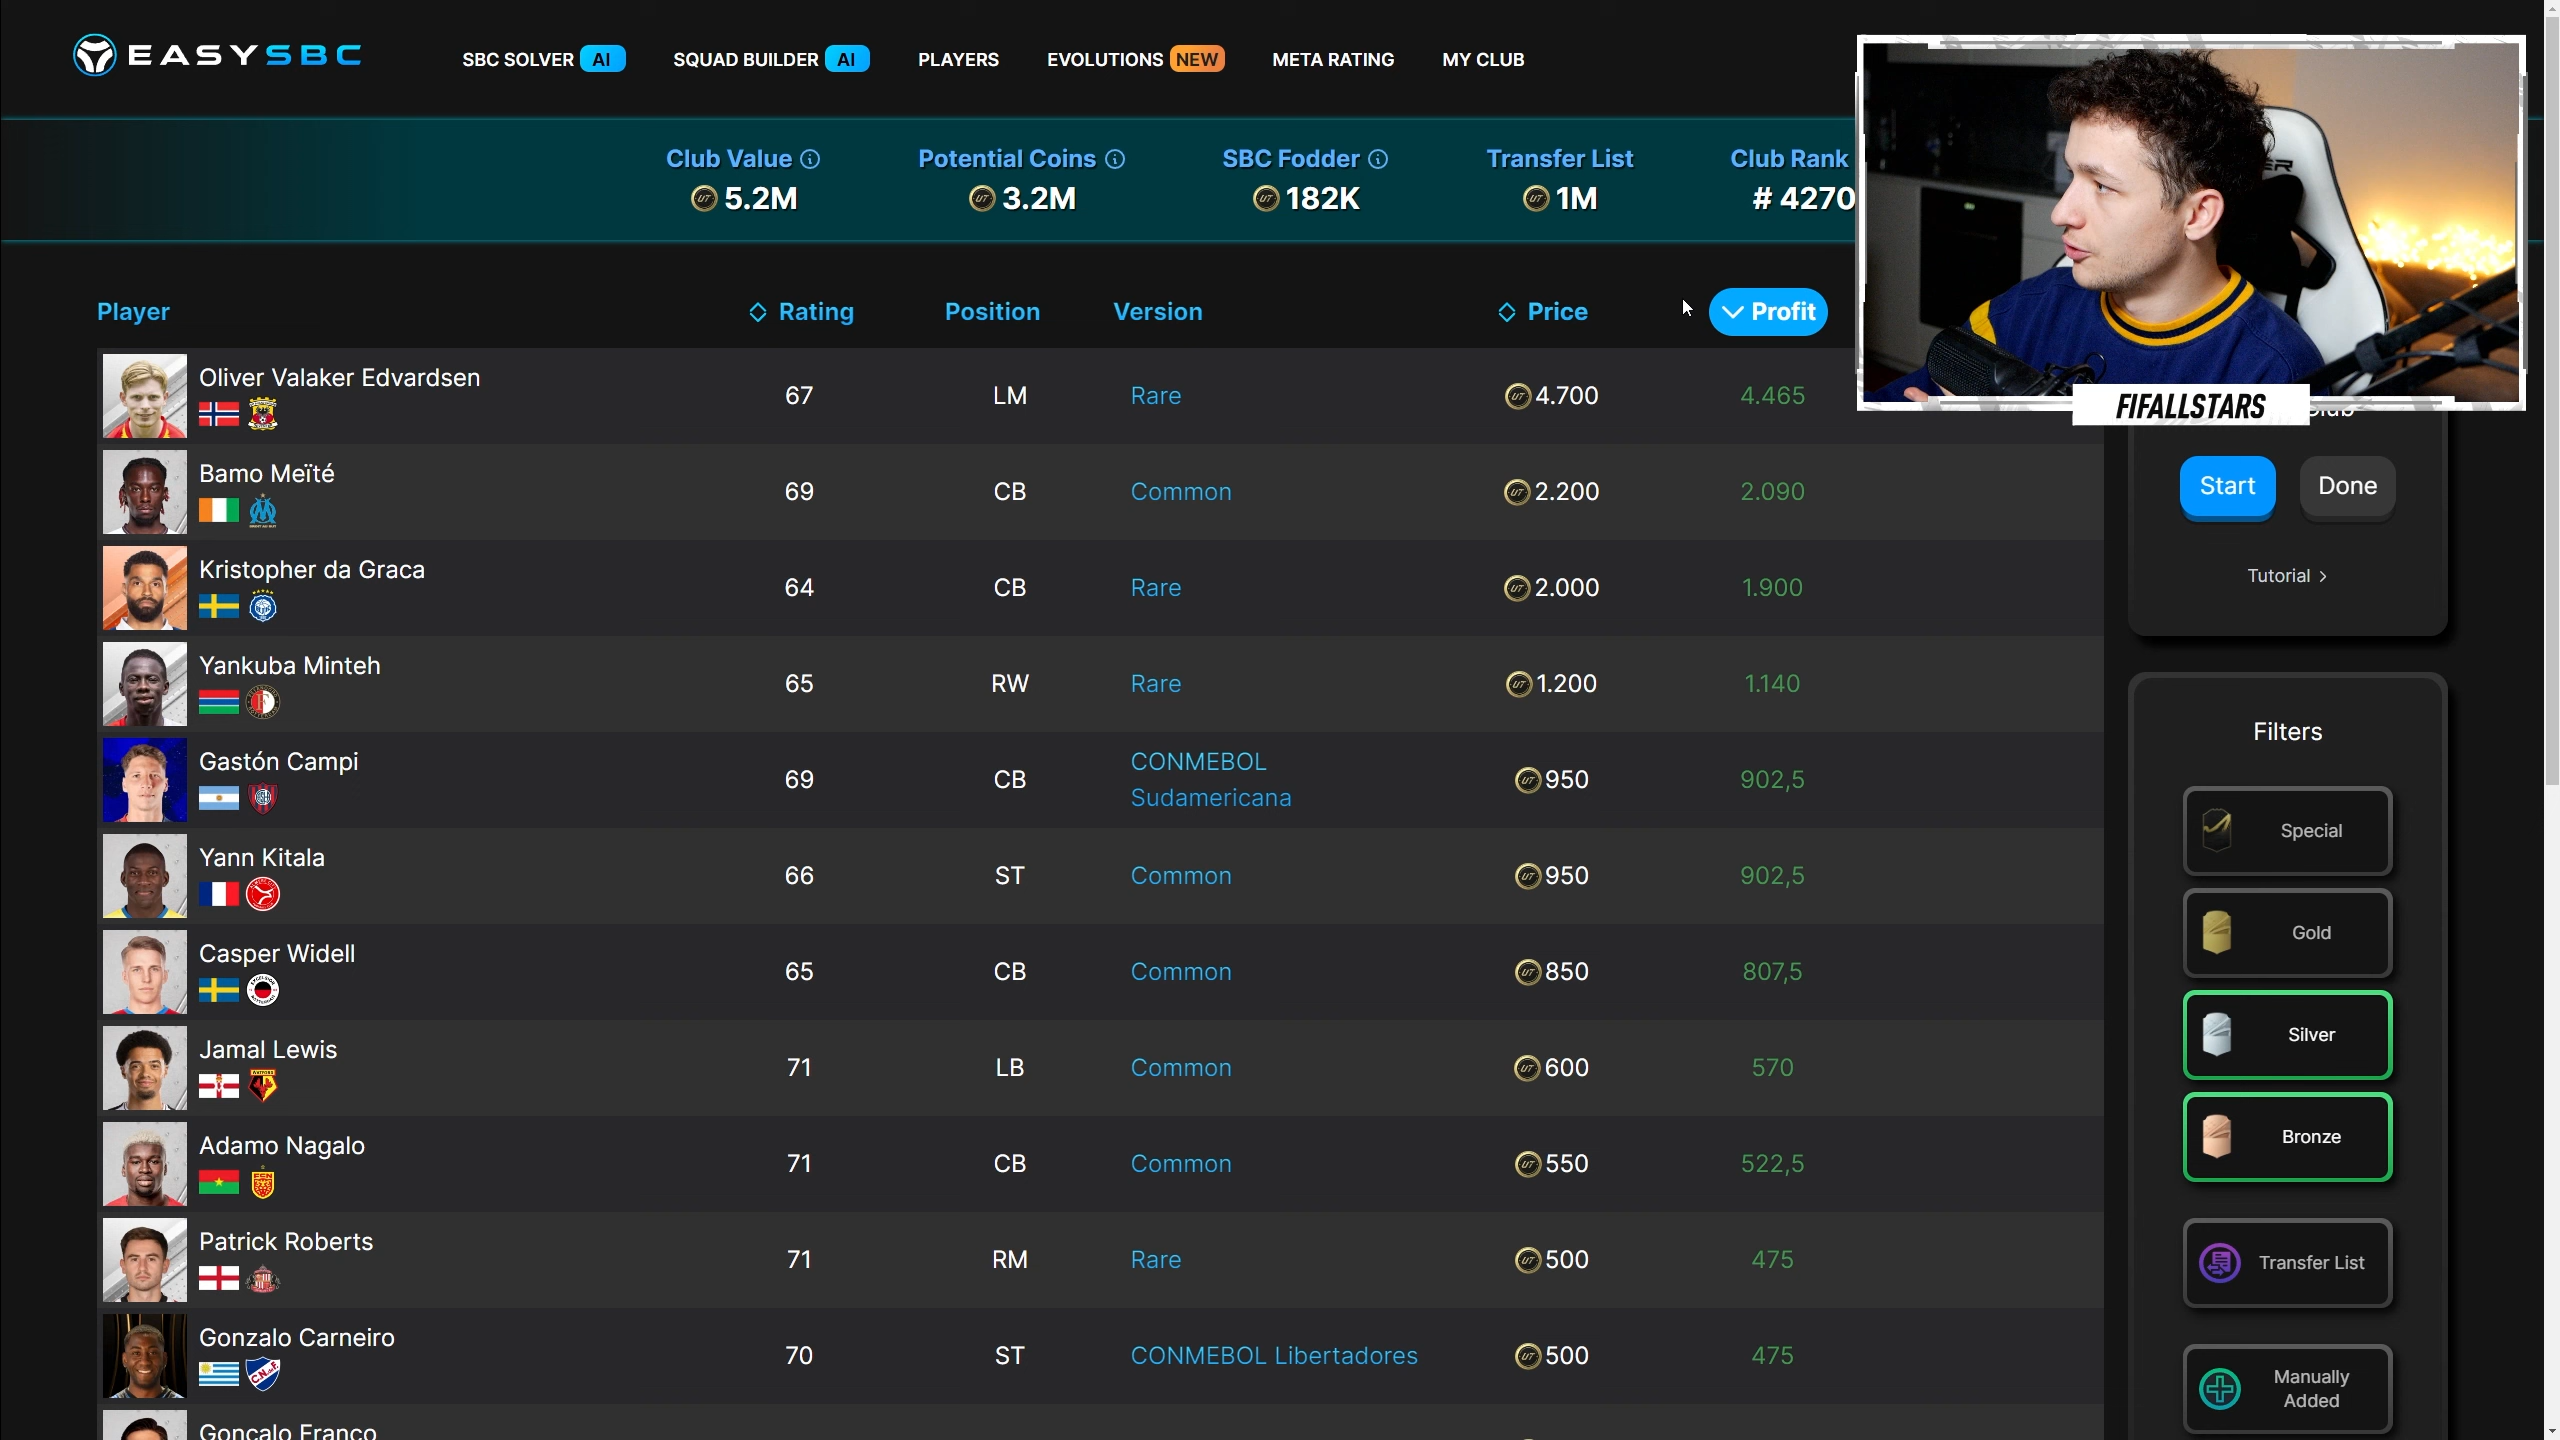 EASYSBC
SBC SOLVER AI
SQUAD BUILDER AI
PLAYERS
EVOLUTIONS NEW
META RATING
MY CLUB
Club Value
5.2M
Potential Coins
3.2M
SBC Fodder
182K
Transfer List
1M
Club Rank
# 4270
FIFALLSTARS
Player Rating Position Version Price Profit
Oliver Valaker Edvardsen 67 LM Rare 4.700 4.465
Bamo Meïté 69 CB Common 2.200 2.090
Kristopher da Graca 64 CB Rare 2.000 1.900
Yankuba Minteh 65 RW Rare 1.200 1.140
Gastón Campi 69 CB CONMEBOL
Sudamericana 950 902,5
Yann Kitala 66 ST Common 950 902,5
Casper Widell 65 CB Common 850 807,5
Jamal Lewis 71 LB Common 600 570
Adamo Nagalo 71 CB Common 550 522,5
Patrick Roberts 71 RM Rare 500 475
Gonzalo Carneiro 70 ST CONMEBOL Libertadores 500 475
Gonçalo Franco
Start
Done
Tutorial >
Filters
Special
Gold
Silver
Bronze
Transfer List
Manually
Added